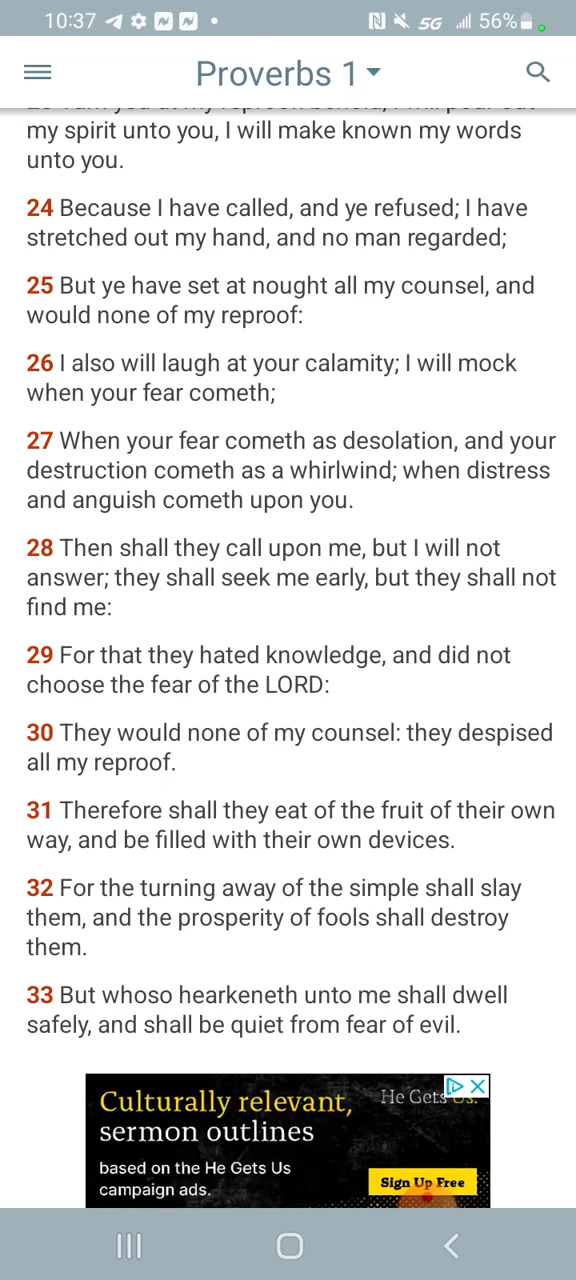 10:37
5G 56%
Proverbs 1
my spirit unto you, I will make known my words
unto you.
24 Because I have called, and ye refused; I have
stretched out my hand, and no man regarded;
25 But ye have set at nought all my counsel, and
would none of my reproof:
26 I also will laugh at your calamity; I will mock
when your fear cometh;
27 When your fear cometh as desolation, and your
destruction cometh as a whirlwind; when distress
and anguish cometh upon you.
28 Then shall they call upon me, but I will not
answer; they shall seek me early, but they shall not
find me:
29 For that they hated knowledge, and did not
choose the fear of the LORD:
30 They would none of my counsel: they despised
all my reproof.
31 Therefore shall they eat of the fruit of their own
way, and be filled with their own devices.
32 For the turning away of the simple shall slay
them, and the prosperity of fools shall destroy
them.
33 But whoso hearkeneth unto me shall dwell
safely, and shall be quiet from fear of evil.
Culturally relevant,
He Gets Us.
sermon outlines
based on the He Gets Us
campaign ads.
Sign Up Free